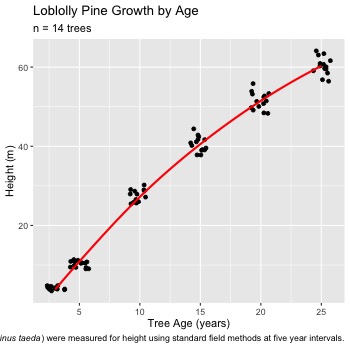 Loblolly Pine Growth by Age
n = 14 trees
Height (m)
60
40
20
5 10 15 20 25
Tree Age (years)
taeda) were measured for height using standard field methods at five year intervals.